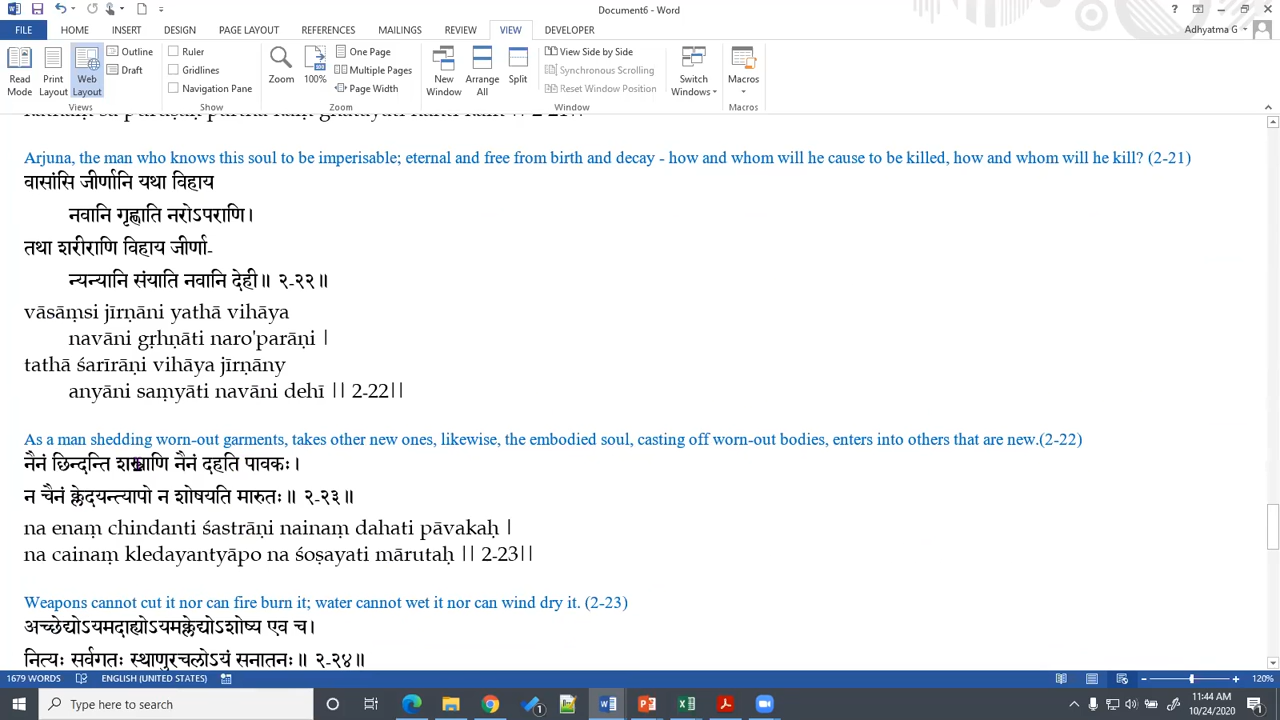 Document6 - Word
FILE HOME INSERT DESIGN PAGE LAYOUT REFERENCES MAILINGS REVIEW VIEW DEVELOPER
Adhyatma G
Read Mode
Print Layout
Web Layout
Outline
Draft
Views
Ruler
Gridlines
Navigation Pane
Show
Zoom
100%
One Page
Multiple Pages
Page Width
Zoom
New Window
Arrange All
Split
View Side by Side
Synchronous Scrolling
Reset Window Position
Window
Switch Windows
Macros
Macros
Arjuna, the man who knows this soul to be imperisable; eternal and free from birth and decay - how and whom will he cause to be killed, how and whom will he kill? (2-21)
वासांसि जीर्णानि यथा विहाय
नवानि गृह्णाति नरोऽपराणि।
तथा शरीराणि विहाय जीर्णा-
न्यन्यानि संयाति नवानि देही॥ २-२२॥
vāsāṃsi jīrṇāni yathā vihāya
navāni gṛhṇāti naro'parāṇi |
tathā śarīrāṇi vihāya jīrṇāny
anyāni saṃyāti navāni dehī || 2-22||
As a man shedding worn-out garments, takes other new ones, likewise, the embodied soul, casting off worn-out bodies, enters into others that are new.(2-22)
नैनं छिन्दन्ति शस्त्राणि नैनं दहति पावकः।
न चैनं क्लेदयन्त्यापो न शोषयति मारुतः॥ २-२३॥
na enaṃ chindanti śastrāṇi nainaṃ dahati pāvakaḥ |
na cainaṃ kledayantyāpo na śoṣayati mārutaḥ || 2-23||
Weapons cannot cut it nor can fire burn it; water cannot wet it nor can wind dry it. (2-23)
अच्छेद्योऽयमदाह्योऽयमक्लेद्योऽशोष्य एव च।
नित्यः सर्वगतः स्थाणुरचलोऽयं सनातनः॥ २-२४॥
1679 WORDS ENGLISH (UNITED STATES) 120%
Type here to search
11:44 AM
10/24/2020